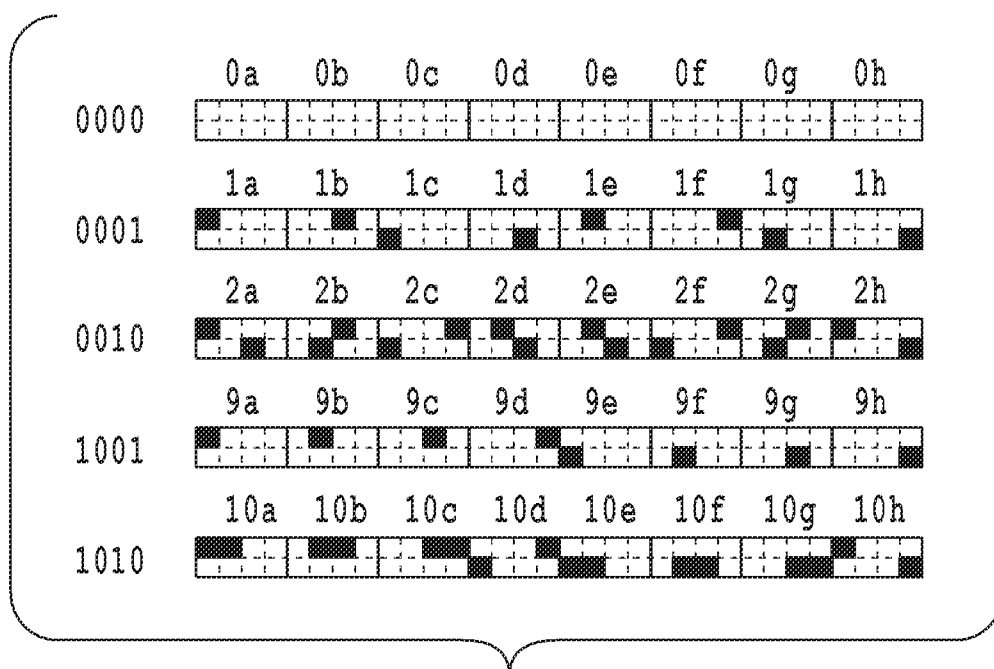 0a 0b 0c 0d 0e 0f 0g 0h
0000
1a 1b 1c 1d 1e 1f 1g 1h
0001
2a 2b 2c 2d 2e 2f 2g 2h
0010
9a 9b 9c 9d 9e 9f 9g 9h
1001
10a 10b 10c 10d 10e 10f 10g 10h
1010